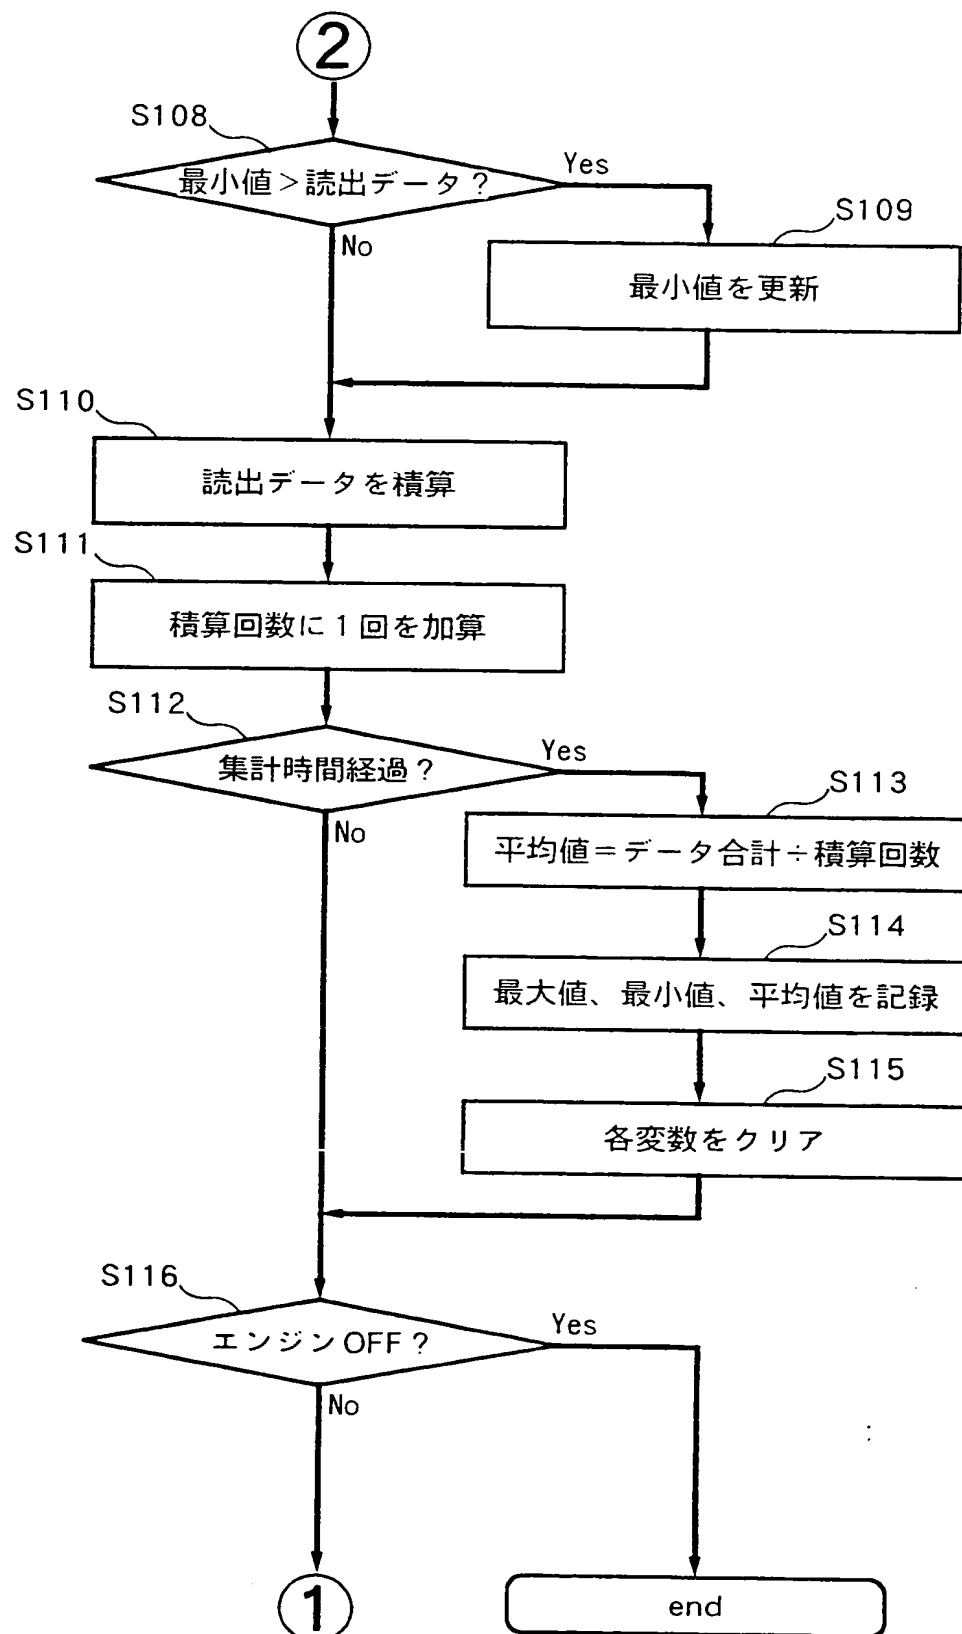 2
S108
最小値>読出データ?
Yes
No
S109
最小値を更新
S110
読出データを積算
S111
積算回数に1回を加算
S112
集計時間経過?
Yes
No
S113
平均値=データ合計÷積算回数
S114
最大値、最小値、平均値を記録
S115
各変数をクリア
S116
エンジンOFF?
Yes
No
1
end